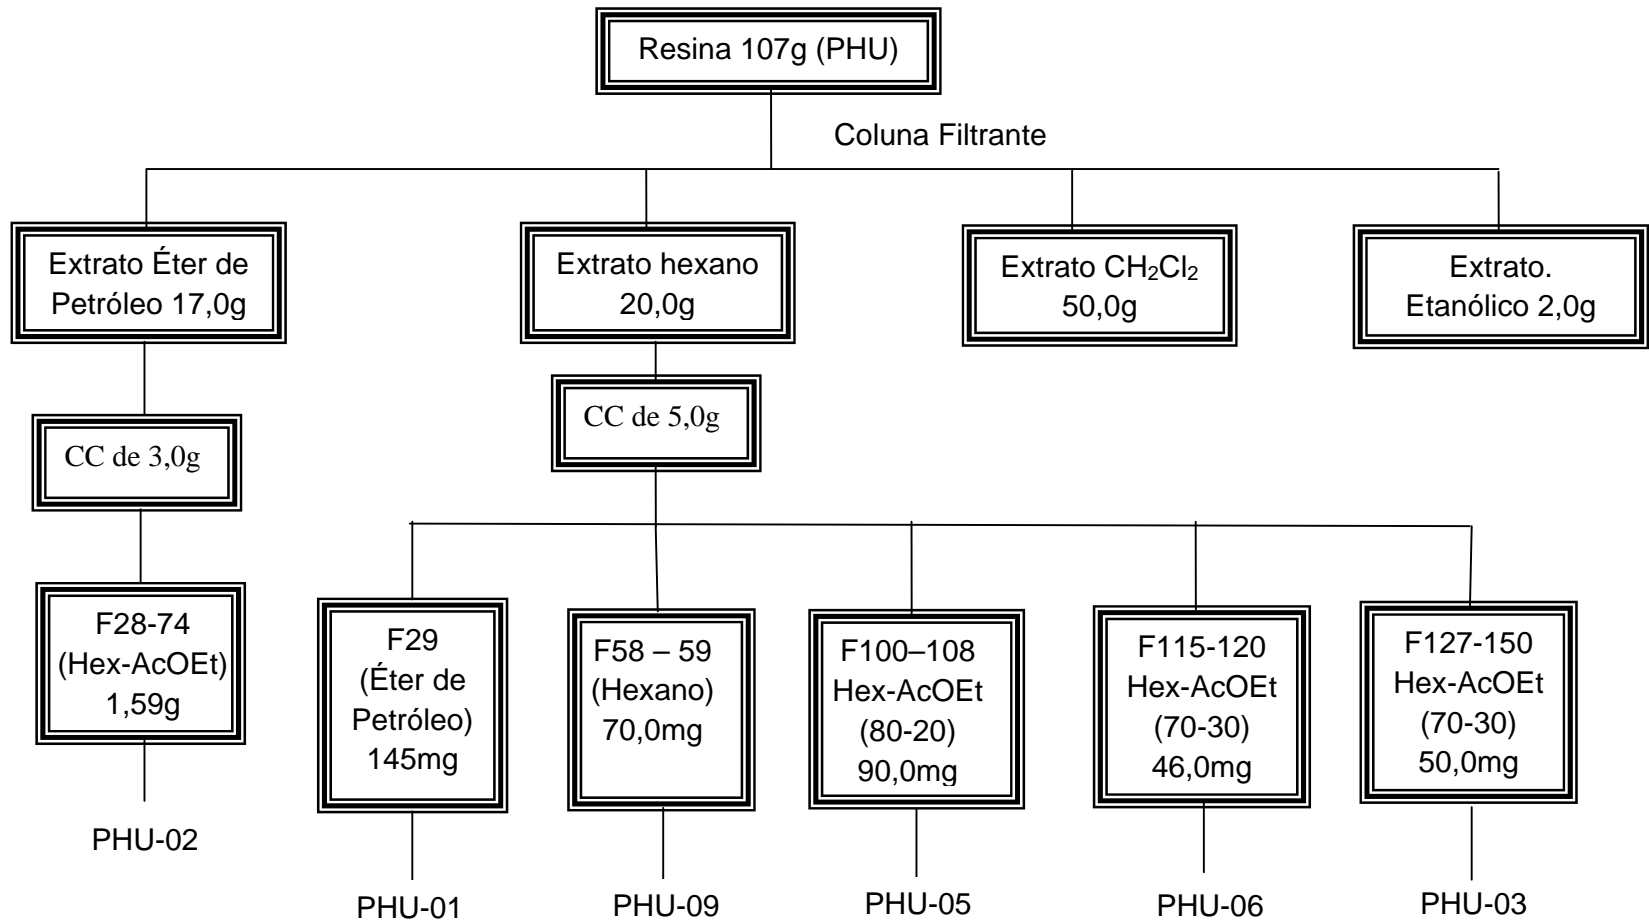 Resina 107g (PHU)
Coluna Filtrante
Extrato Éter de
Petróleo 17,0g
Extrato hexano
20,0g
Extrato CH₂Cl₂
50,0g
Extrato.
Etanólico 2,0g
CC de 3,0g
CC de 5,0g
F28-74
(Hex-AcOEt)
1,59g
F29
(Éter de
Petróleo)
145mg
F58 – 59
(Hexano)
70,0mg
F100–108
Hex-AcOEt
(80-20)
90,0mg
F115-120
Hex-AcOEt
(70-30)
46,0mg
F127-150
Hex-AcOEt
(70-30)
50,0mg
PHU-02
PHU-01
PHU-09
PHU-05
PHU-06
PHU-03